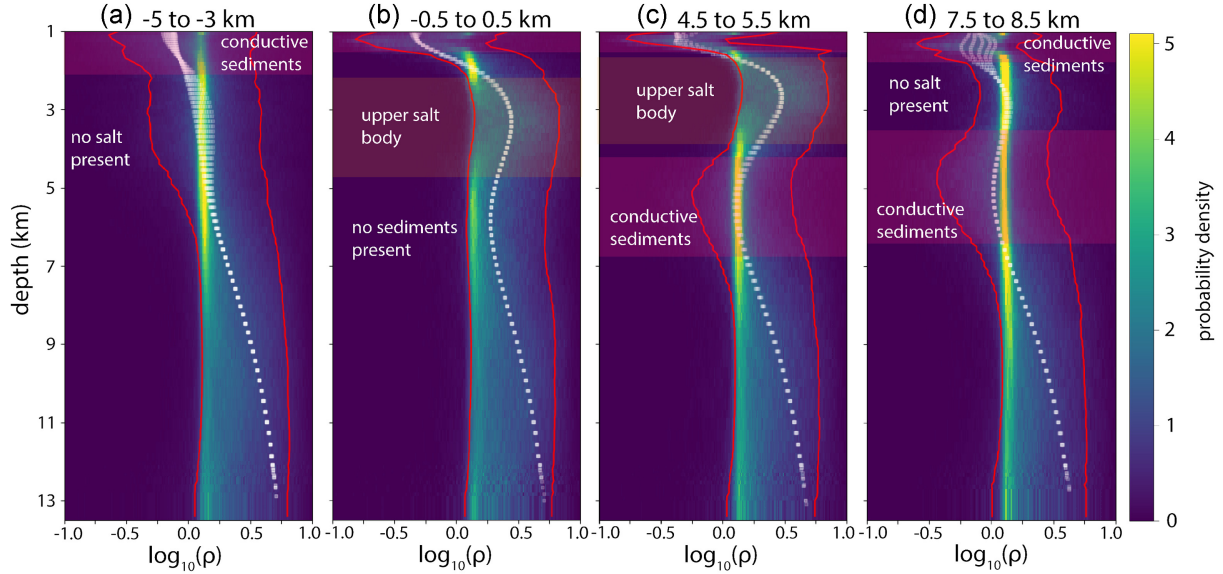 (a) -5 to -3 km
(b) -0.5 to 0.5 km
(c) 4.5 to 5.5 km
(d) 7.5 to 8.5 km
depth (km)
1
3
5
7
9
11
13
conductive
sediments
no salt
present
-1.0 -0.5 0.0 0.5 1.0
log10(ρ)
upper salt
body
no sediments
present
-1.0 -0.5 0.0 0.5 1.0
log10(ρ)
upper salt
body
conductive
sediments
-1.0 -0.5 0.0 0.5 1.0
log10(ρ)
conductive
sediments
no salt
present
conductive
sediments
-1.0 -0.5 0.0 0.5 1.0
log10(ρ)
5
4
3
2
1
0
probability density